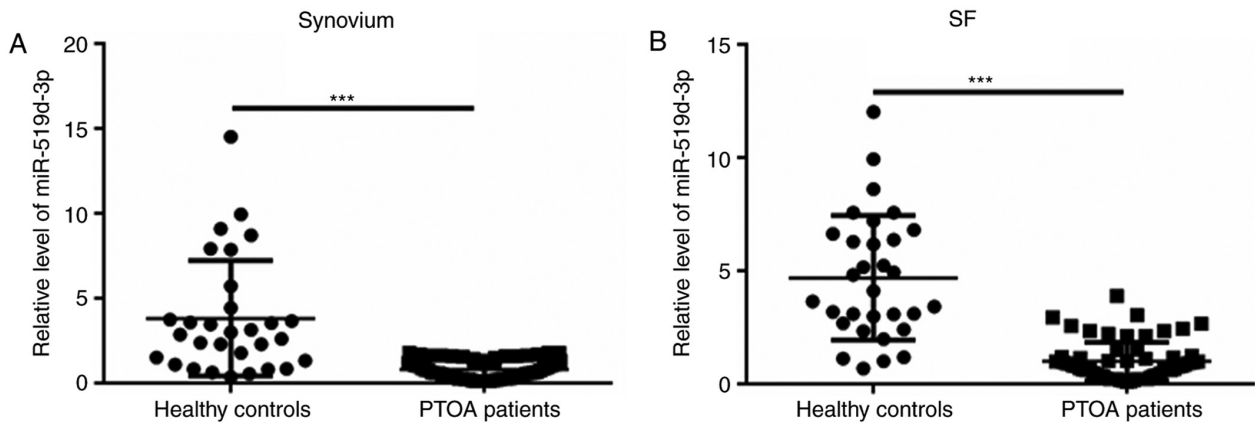 A
Synovium
Relative level of miR-519d-3p
20
15
10
5
0
***
Healthy controls
PTOA patients
B
SF
Relative level of miR-519d-3p
15
10
5
0
***
Healthy controls
PTOA patients